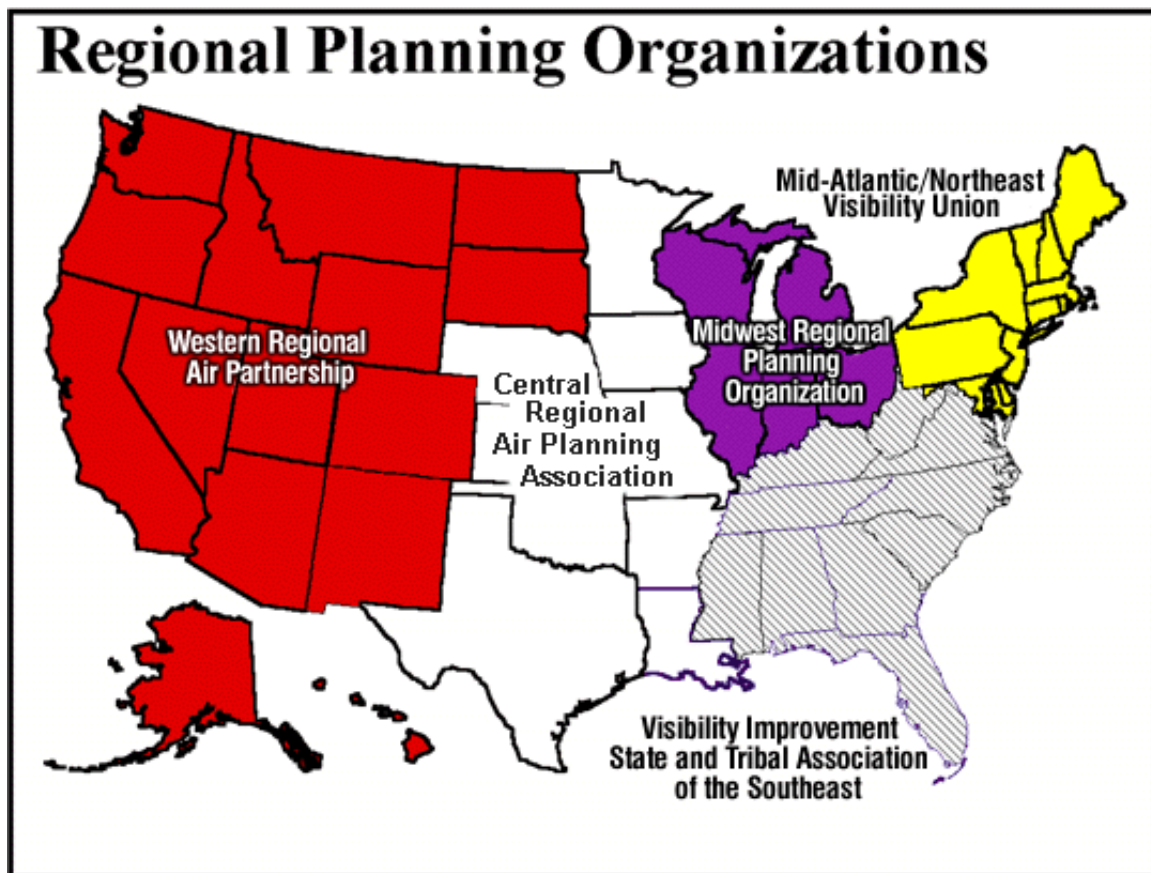 Regional Planning Organizations
Mid-Atlantic/Northeast
Visibility Union
Western Regional
Air Partnership
Midwest Regional
Planning
Organization
Central
Regional
Air Planning
Association
Visibility Improvement
State and Tribal Association
of the Southeast